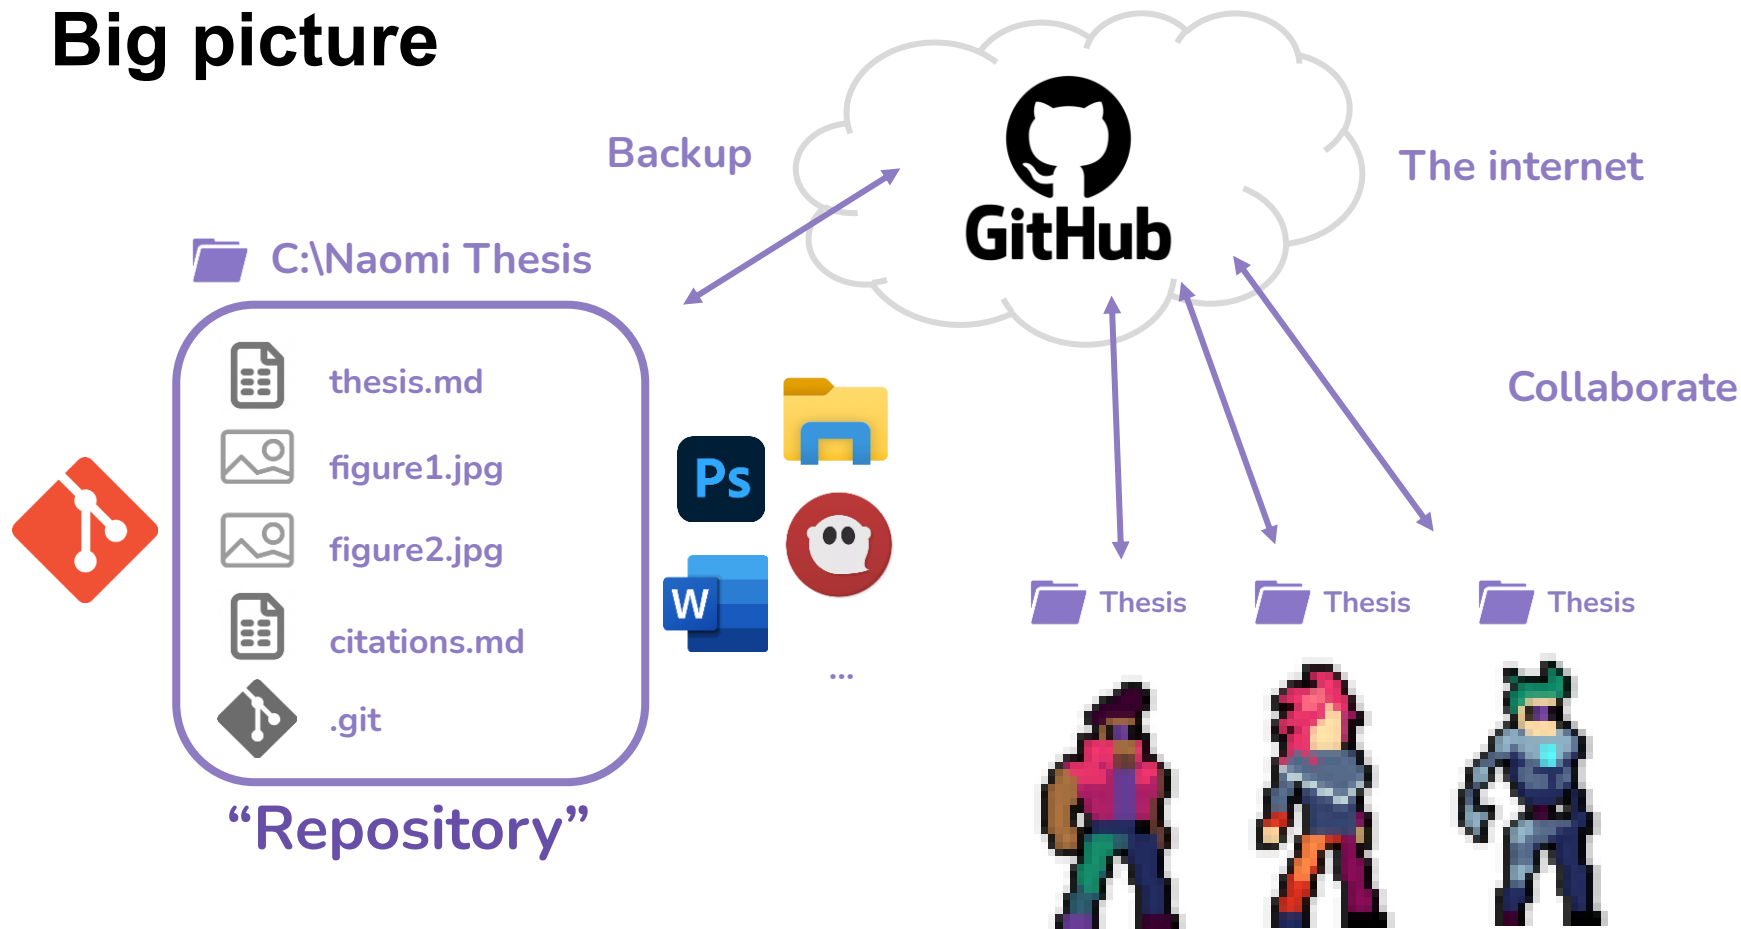 Big picture
Backup
GitHub
The internet
C:\Naomi Thesis
thesis.md
figure1.jpg
figure2.jpg
citations.md
.git
"Repository"
Ps
W
...
Collaborate
Thesis
Thesis
Thesis